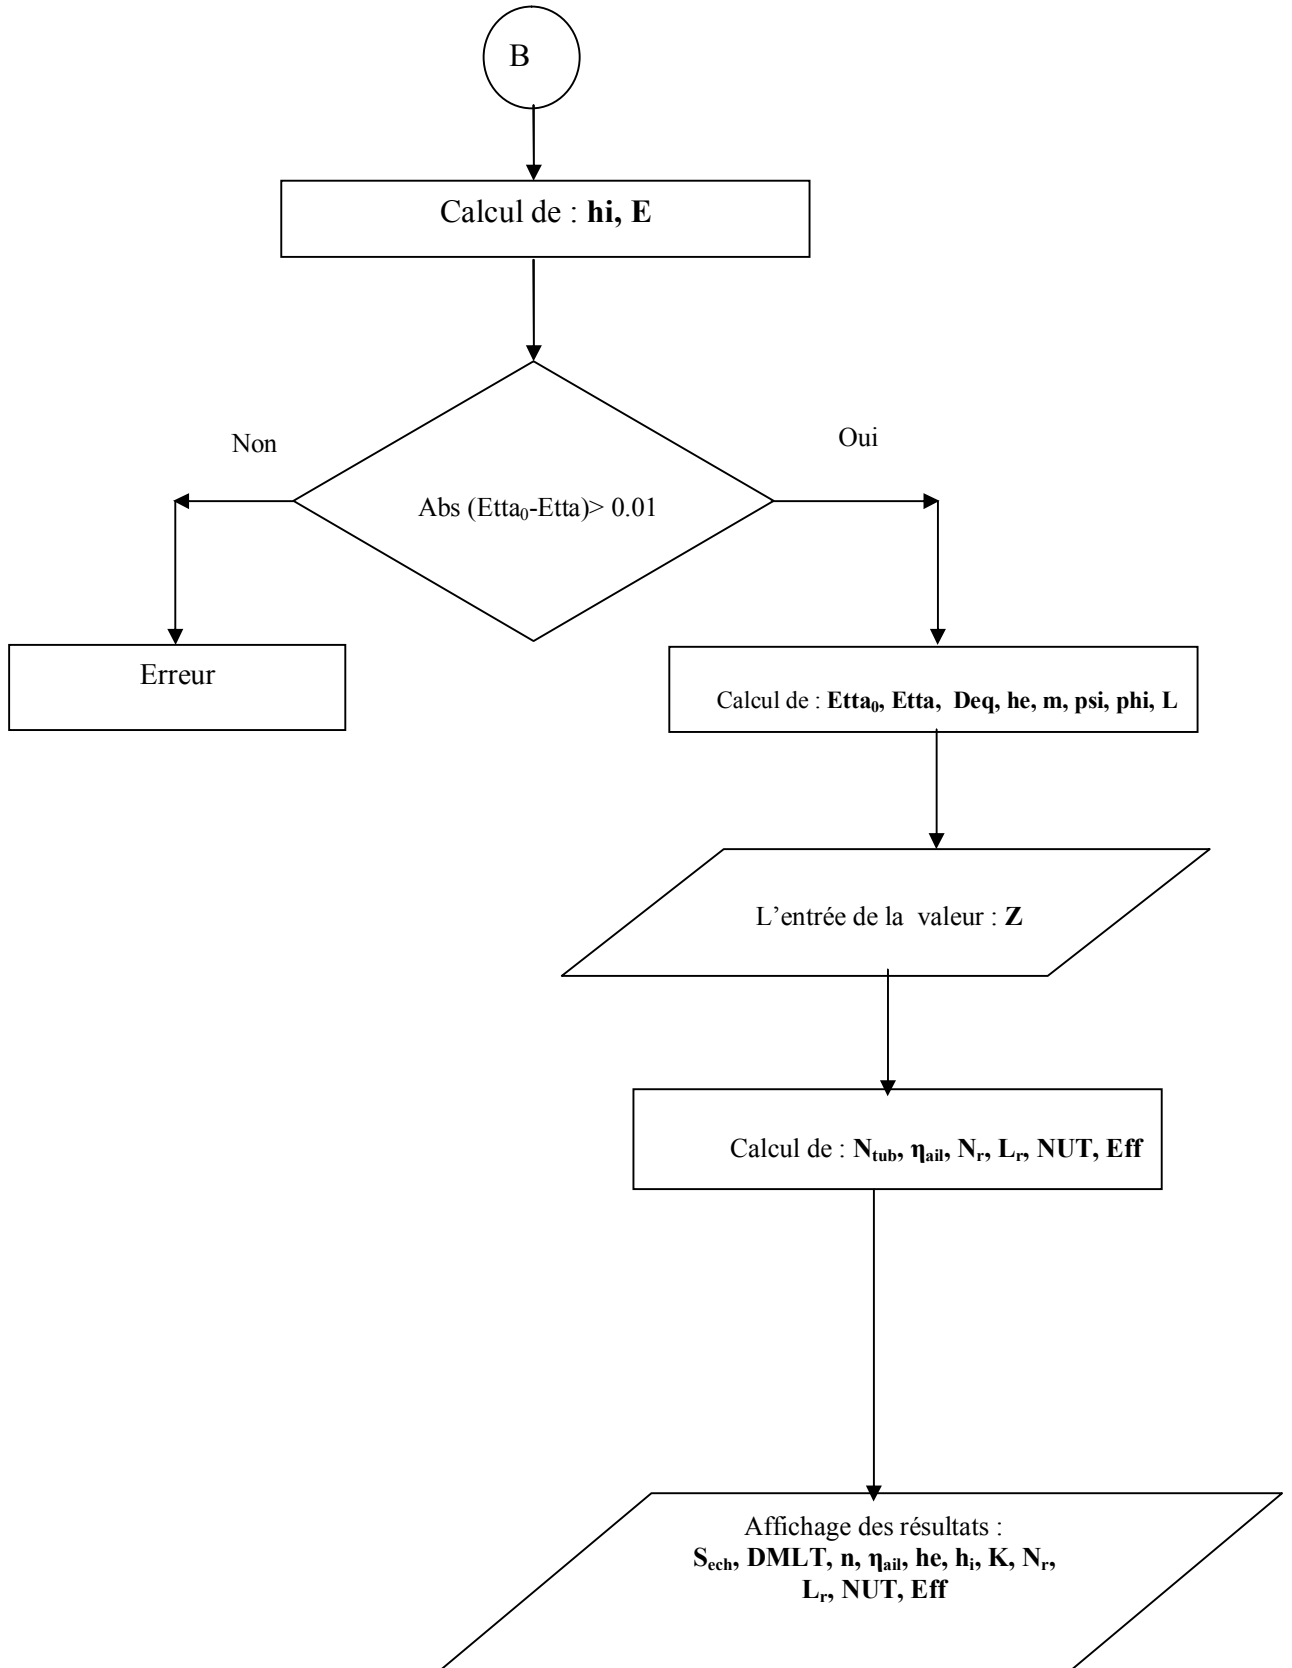 B
Calcul de : hi, E
Non
Oui
Abs (Etta₀-Etta)> 0.01
Erreur
Calcul de : Etta₀, Etta, Deq, he, m, psi, phi, L
L’entrée de la valeur : Z
Calcul de : Ntub, ηail, Nr, Lr, NUT, Eff
Affichage des résultats :
Sech, DMLT, n, ηail, he, hi, K, Nr,
Lr, NUT, Eff